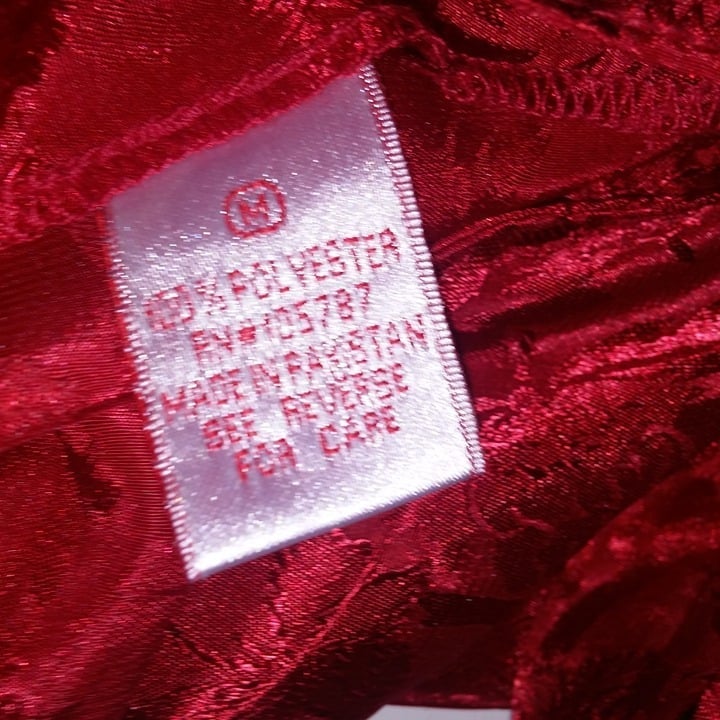 M
100% POLYESTER
RN#105787
MADE IN PAKISTAN
SEE REVERSE
FOR CARE